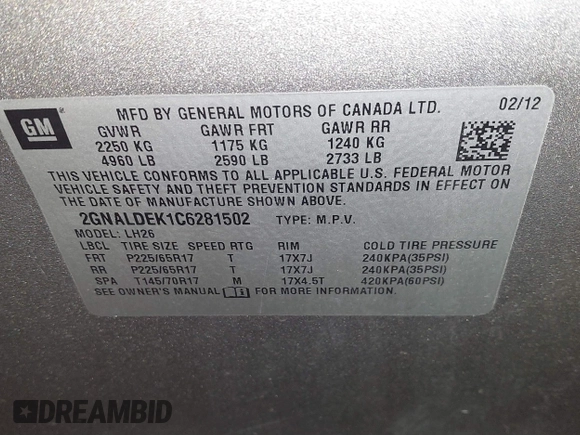 GM
MFD BY GENERAL MOTORS OF CANADA LTD. 02/12
GVWR GAWR FRT GAWR RR
2250 KG 1175 KG 1240 KG
4960 LB 2590 LB 2733 LB
THIS VEHICLE CONFORMS TO ALL APPLICABLE U.S. FEDERAL MOTOR
VEHICLE SAFETY AND THEFT PREVENTION STANDARDS IN EFFECT ON
THE DATE OF MANUFACTURE SHOWN ABOVE.
2GNALDEK1C6281502 TYPE: M.P.V.
MODEL: LH26
LBCL TIRE SIZE SPEED RTG RIM COLD TIRE PRESSURE
FRT P225/65R17 T 17X7J 240KPA(35PSI)
RR P225/65R17 T 17X7J 240KPA(35PSI)
SPA T145/70R17 M 17X4.5T 420KPA(60PSI)
SEE OWNER'S MANUAL FOR MORE INFORMATION.
DREAMBID